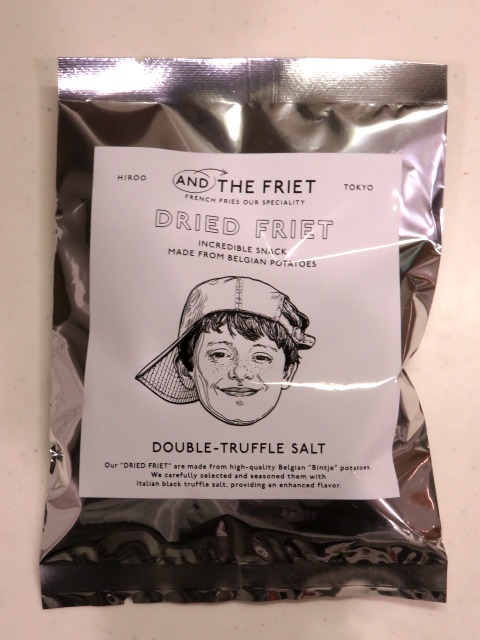 HIROO
AND THE FRIET
TOKYO
FRENCH FRIES OUR SPECIALITY
DRIED FRIET
INCREDIBLE SNACK
MADE FROM BELGIAN POTATOES
DOUBLE-TRUFFLE SALT
Our "DRIED FRIET" are made from high-quality Belgian "Bintje" potatoes.
We carefully selected and seasoned them with
Italian black truffle salt, providing an enhanced flavor.